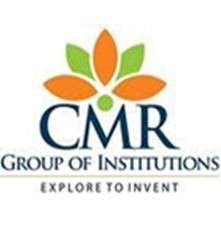 CMR
GROUP OF INSTITUTIONS
EXPLORE TO INVENT